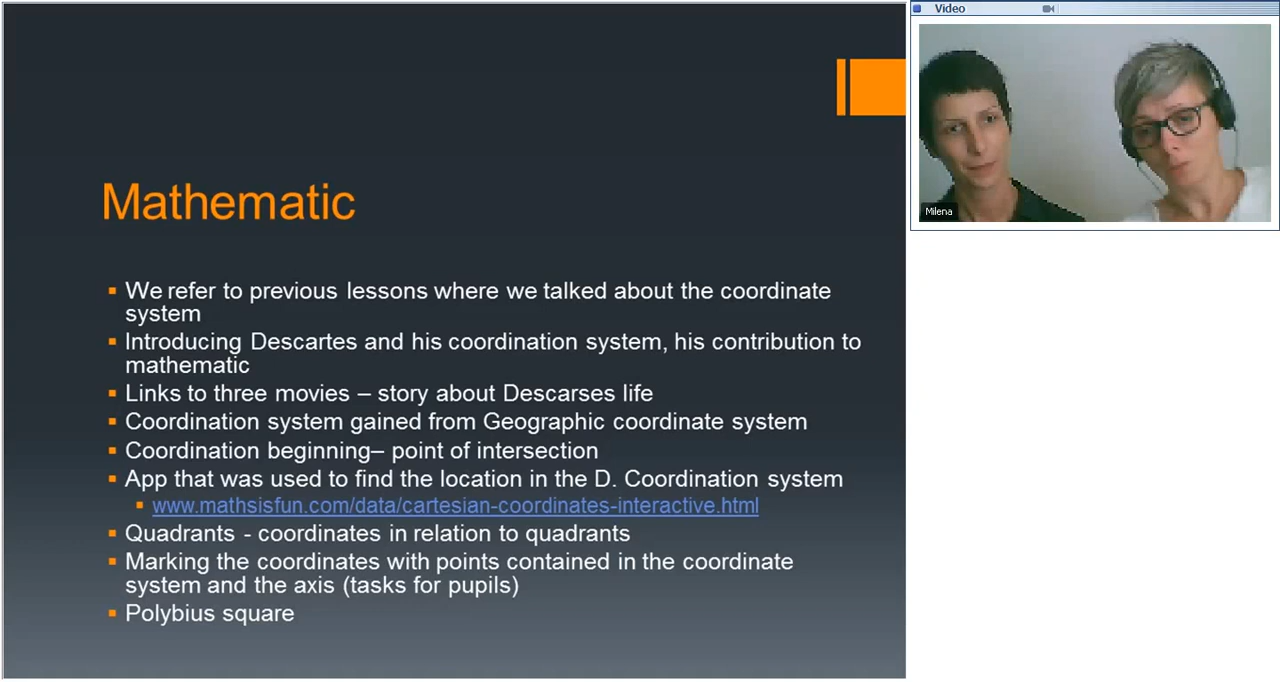 Mathematic
We refer to previous lessons where we talked about the coordinate
system
Introducing Descartes and his coordination system, his contribution to
mathematic
Links to three movies – story about Descarses life
Coordination system gained from Geographic coordinate system
Coordination beginning– point of intersection
App that was used to find the location in the D. Coordination system
www.mathsisfun.com/data/cartesian-coordinates-interactive.html
Quadrants - coordinates in relation to quadrants
Marking the coordinates with points contained in the coordinate
system and the axis (tasks for pupils)
Polybius square
Video
Milena